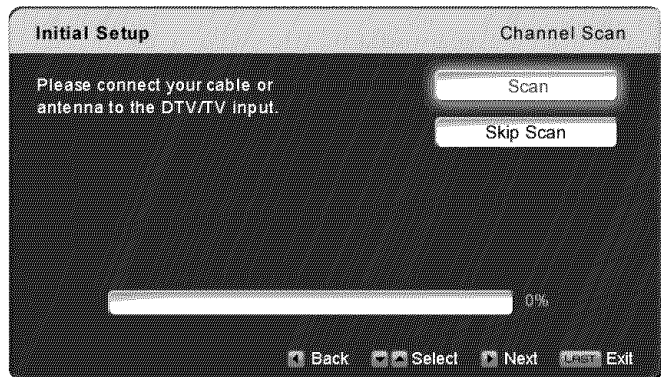 Initial Setup Channel Scan
Please connect your cable or
antenna to the DTV/TV input.
Scan
Skip Scan
0%
Back Select Next LAST Exit